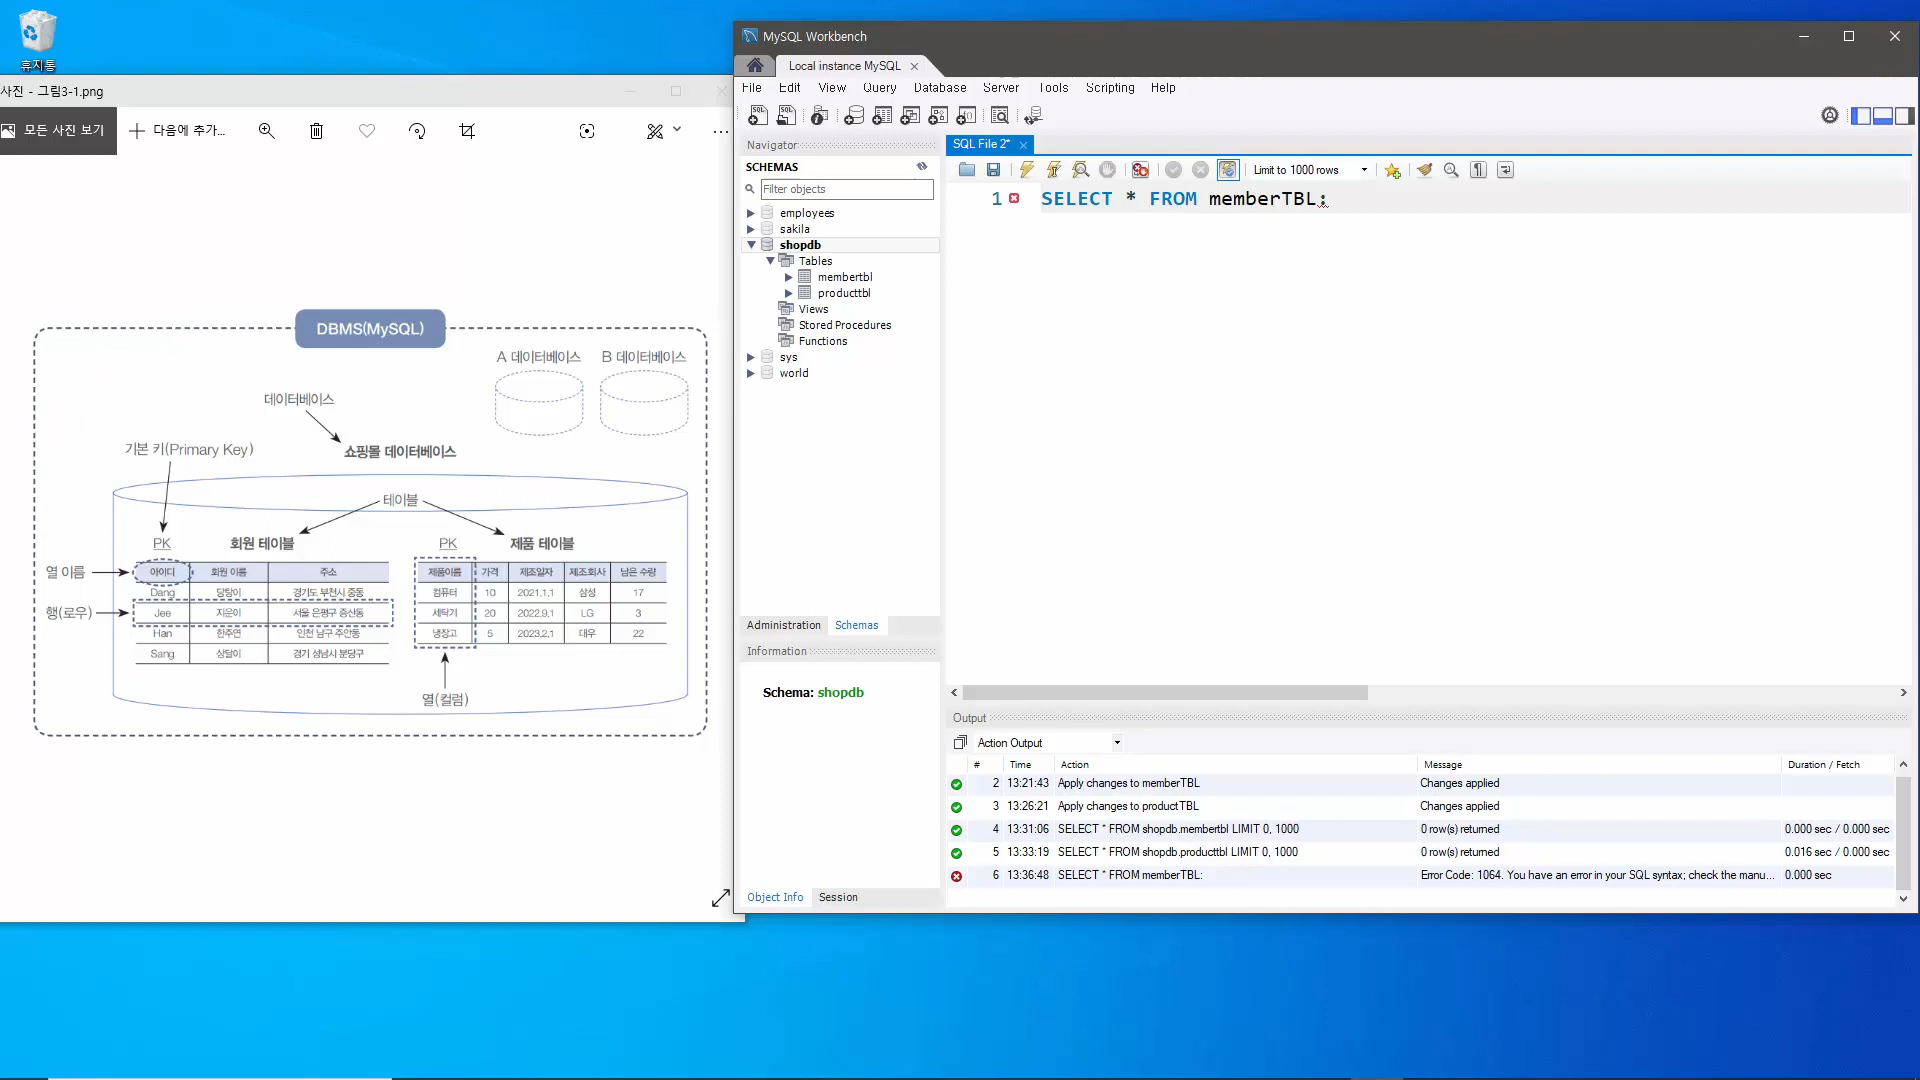 휴지통
사진 - 그림3-1.png
모든 사진 보기
다음에 추가...
DBMS(MySQL)
A 데이터베이스
B 데이터베이스
데이터베이스
기본 키(Primary Key)
쇼핑몰 데이터베이스
테이블
PK
회원 테이블
PK
제품 테이블
열 이름
아이디 회원 이름 주소
제품이름 가격 제조일자 제조회사 남은 수량
Dang 당탕이 경기도 부천시 중동
컴퓨터 10 2021.1.1 삼성 17
행(로우)
Jee 지운이 서울 은평구 증산동
세탁기 20 2022.9.1 LG 3
Han 한주연 인천 남구 주안동
냉장고 5 2023.2.1 대우 22
Sang 상달이 경기 성남시 분당구
열(컬럼)
MySQL Workbench
Local instance MySQL
File Edit View Query Database Server Tools Scripting Help
Navigator
SCHEMAS
Filter objects
employees
sakila
shopdb
Tables
membertbl
producttbl
Views
Stored Procedures
Functions
sys
world
Administration Schemas
Information
Schema: shopdb
Object Info Session
SQL File 2*
Limit to 1000 rows
1 SELECT * FROM memberTBL:
Output
Action Output
# Time Action Message Duration / Fetch
2 13:21:43 Apply changes to memberTBL Changes applied
3 13:26:21 Apply changes to productTBL Changes applied
4 13:31:06 SELECT * FROM shopdb.membertbl LIMIT 0, 1000 0 row(s) returned 0.000 sec / 0.000 sec
5 13:33:19 SELECT * FROM shopdb.producttbl LIMIT 0, 1000 0 row(s) returned 0.016 sec / 0.000 sec
6 13:36:48 SELECT * FROM memberTBL: Error Code: 1064. You have an error in your SQL syntax; check the manu... 0.000 sec